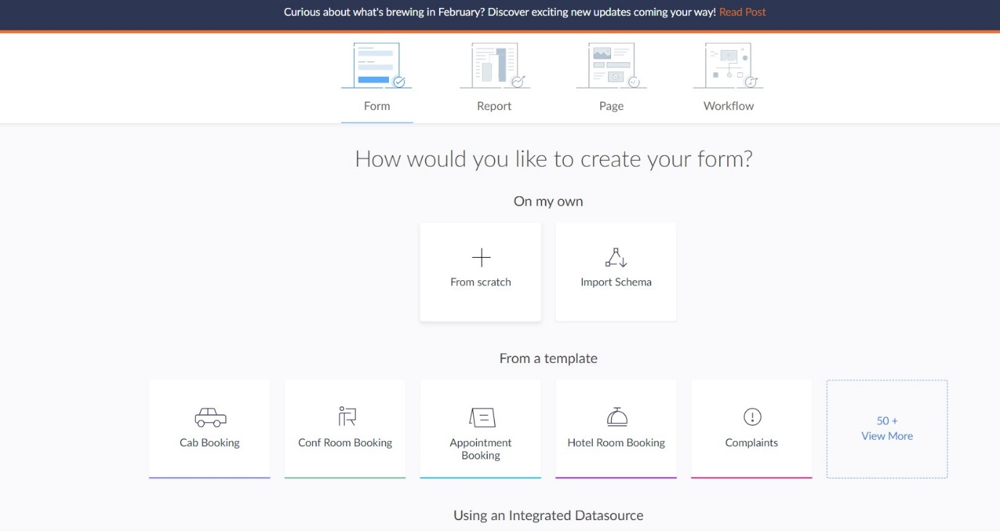 Curious about what's brewing in February? Discover exciting new updates coming your way! Read Post
Form
Report
Page
Workflow
How would you like to create your form?
On my own
From scratch
Import Schema
From a template
Cab Booking
Conf Room Booking
Appointment
Booking
Hotel Room Booking
Complaints
50 +
View More
Using an Integrated Datasource